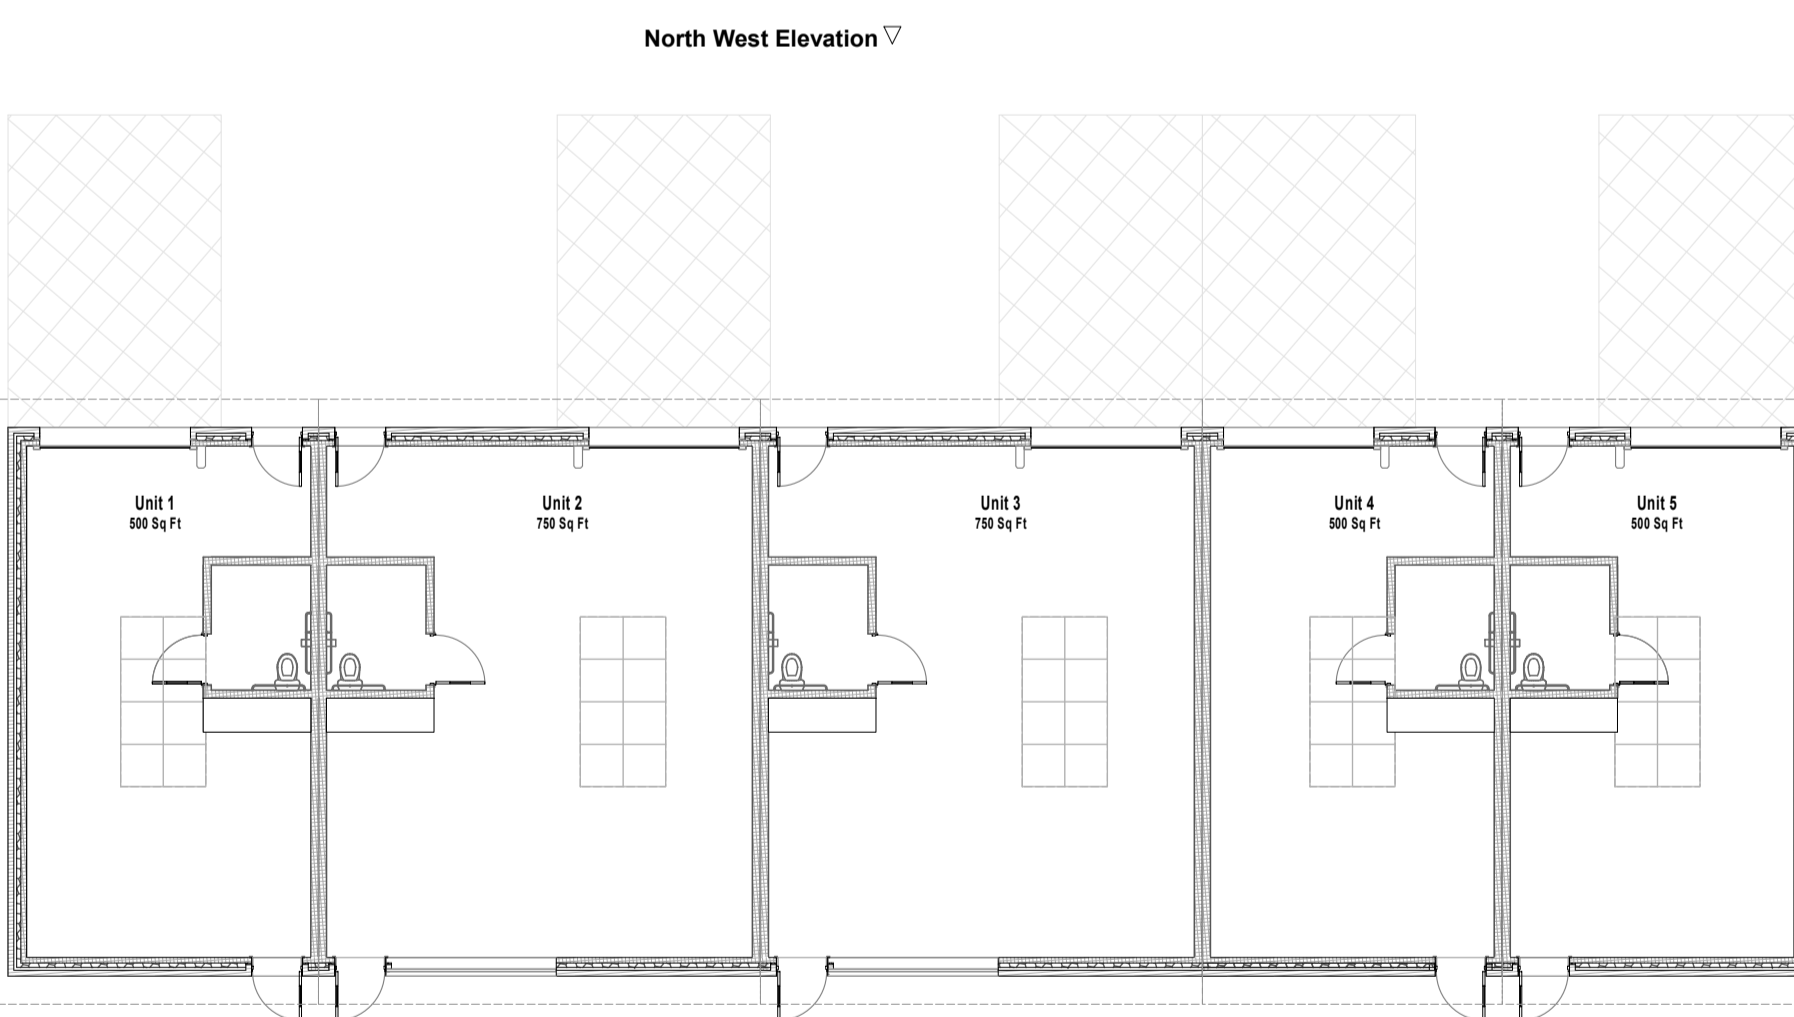 North West Elevation
Unit 1
500 Sq Ft
Unit 2
750 Sq Ft
Unit 3
750 Sq Ft
Unit 4
500 Sq Ft
Unit 5
500 Sq Ft